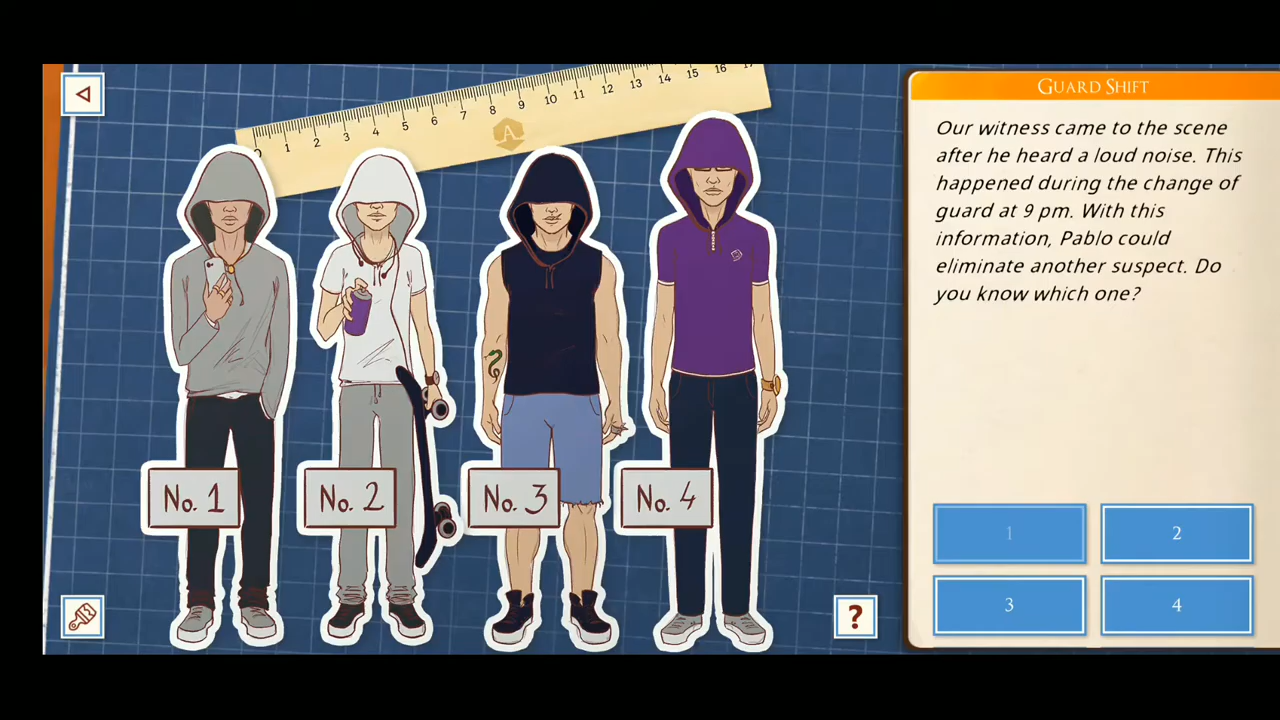 0 1 2 3 4 5 6 7 8 9 10 11 12 13 14 15 16
A
GUARD SHIFT
Our witness came to the scene
after he heard a loud noise. This
happened during the change of
guard at 9 pm. With this
information, Pablo could
eliminate another suspect. Do
you know which one?
No. 1
No. 2
No. 3
No. 4
1
2
3
4
?